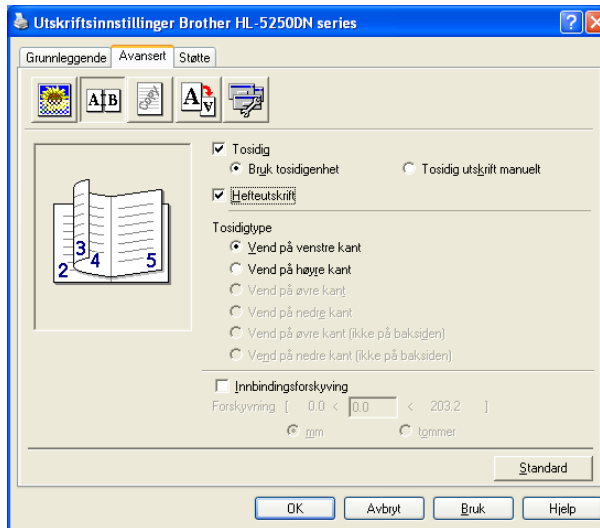 Utskriftsinnstillinger Brother HL-5250DN series
Grunnleggende Avansert Støtte
Tosidig
Bruk tosidigenhet Tosidig utskrift manuelt
Hefteutskrift
Tosidigtype
Vend på venstre kant
Vend på høyre kant
Vend på øvre kant
Vend på nedre kant
Vend på øvre kant (ikke på baksiden)
Vend på nedre kant (ikke på baksiden)
2 3 4 5
Innbindingsforskyving
Forskyvning [ 0.0 < 0.0 < 203.2 ]
mm tommer
Standard
OK Avbryt Bruk Hjelp